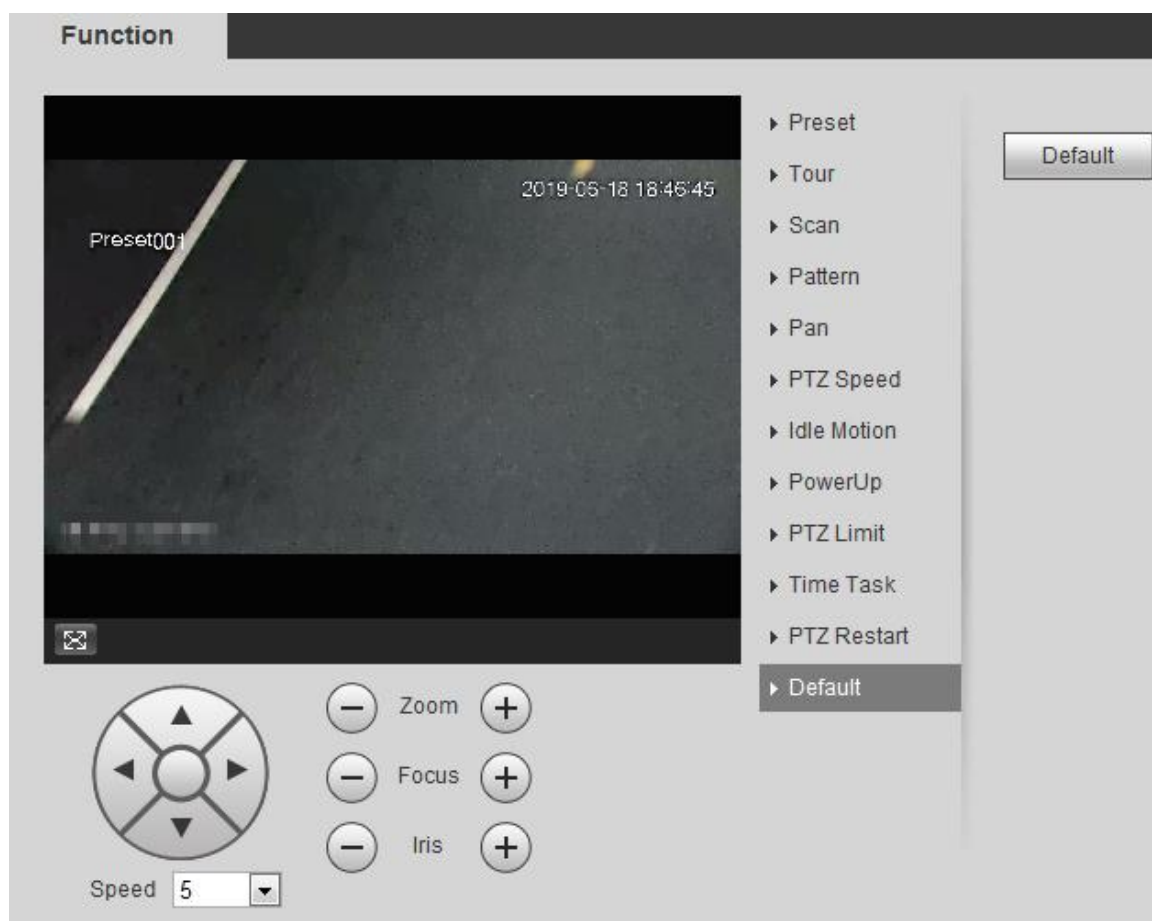 Function
2019-05-18 18:46:45
Preset001
Preset
Tour
Scan
Pattern
Pan
PTZ Speed
Idle Motion
PowerUp
PTZ Limit
Time Task
PTZ Restart
Default
Default
Zoom
Focus
Iris
Speed 5